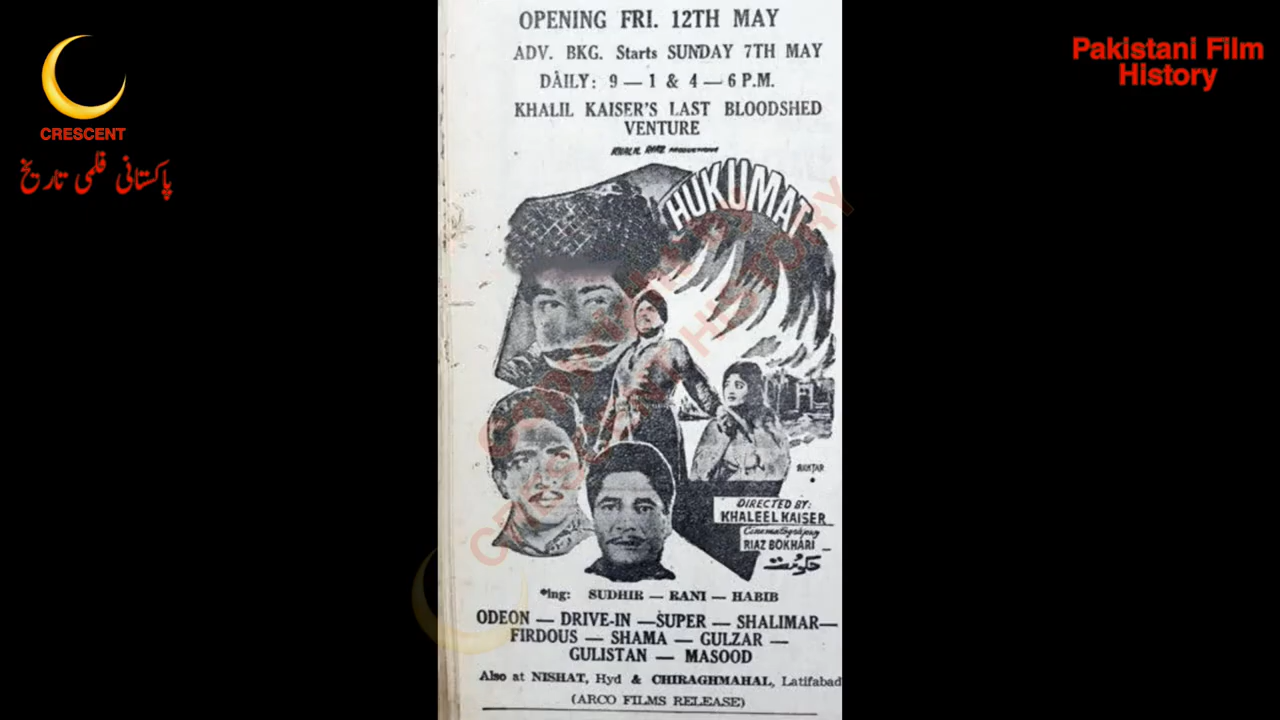 CRESCENT
پاکستانی فلمی تاریخ
Pakistani Film
History
OPENING FRI. 12TH MAY
ADV. BKG. Starts SUNDAY 7TH MAY
DAILY: 9 — 1 & 4 — 6 P.M.
KHALIL KAISER'S LAST BLOODSHED
VENTURE
PRODUCTIONS
HUKUMAT
DIRECTED BY:
KHALEEL KAISER
Cinematography
RIAZ BOKHARI
حکومت
*ing: SUDHIR — RANI — HABIB
ODEON — DRIVE-IN — SUPER — SHALIMAR—
FIRDOUS — SHAMA — GULZAR —
GULISTAN — MASOOD
Also at NISHAT, Hyd & CHIRAGHMAHAL, Latifabad
(ARCO FILMS RELEASE)